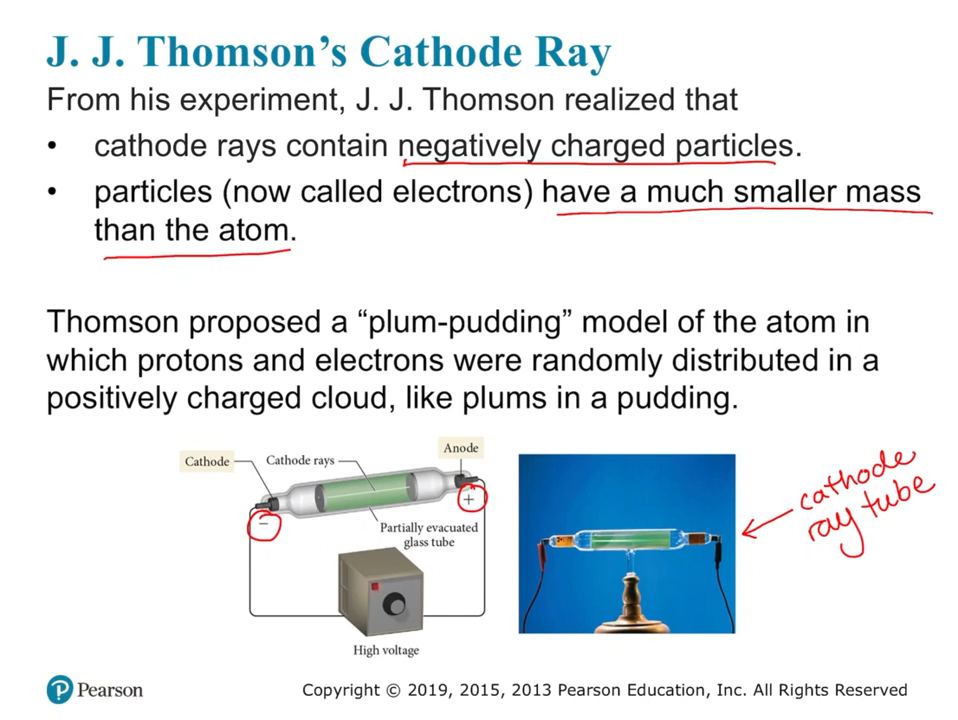 J. J. Thomson's Cathode Ray
From his experiment, J. J. Thomson realized that
• cathode rays contain negatively charged particles.
• particles (now called electrons) have a much smaller mass
than the atom.
Thomson proposed a “plum-pudding” model of the atom in
which protons and electrons were randomly distributed in a
positively charged cloud, like plums in a pudding.
Cathode
Cathode rays
Anode
−
+
Partially evacuated
glass tube
High voltage
cathode
ray tube
P Pearson
Copyright © 2019, 2015, 2013 Pearson Education, Inc. All Rights Reserved